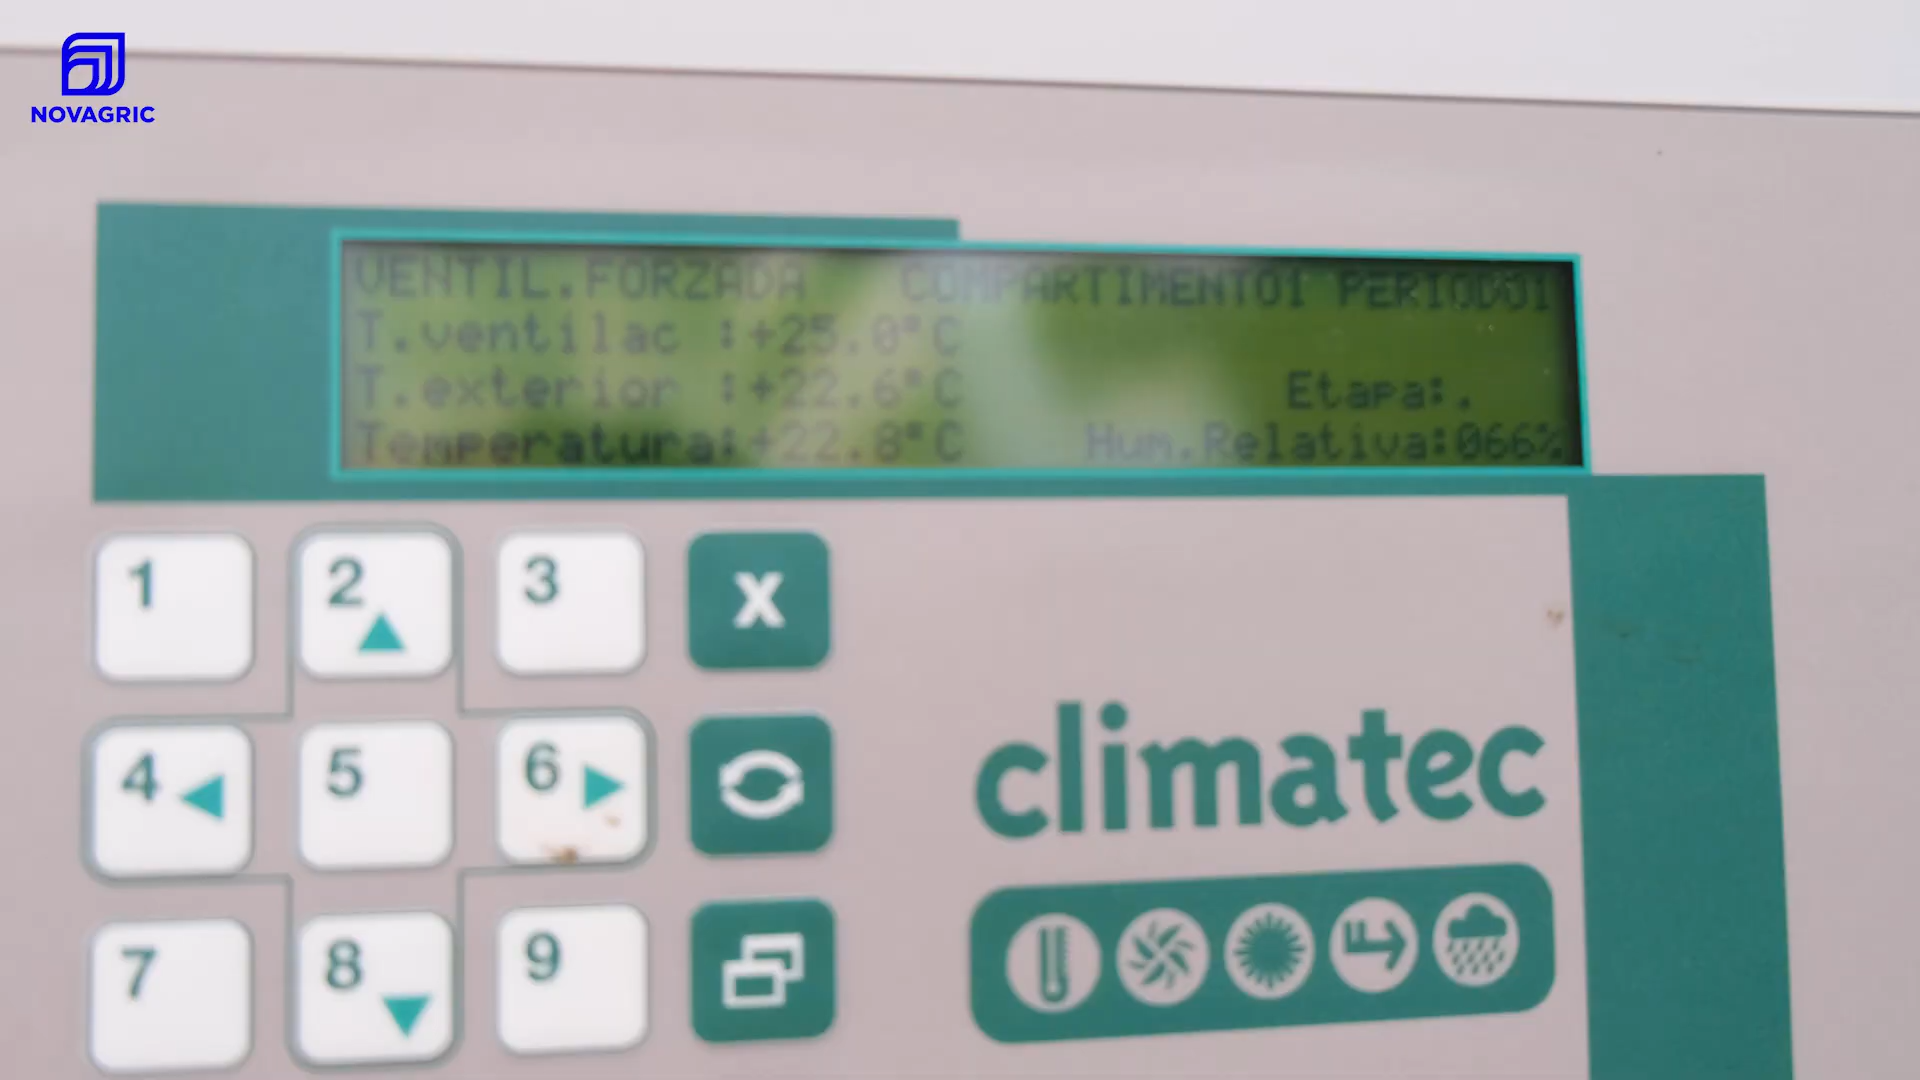 NOVAGRIC
VENTIL.FORZADA COMPARTIMENTO1 PERIODO1
T.ventilac :+25.0°C
T.exterior :+22.6°C Etapa:.
Temperatura:+22.8°C Hum.Relativa:066%
1 2 3 X
4 5 6
7 8 9
climatec